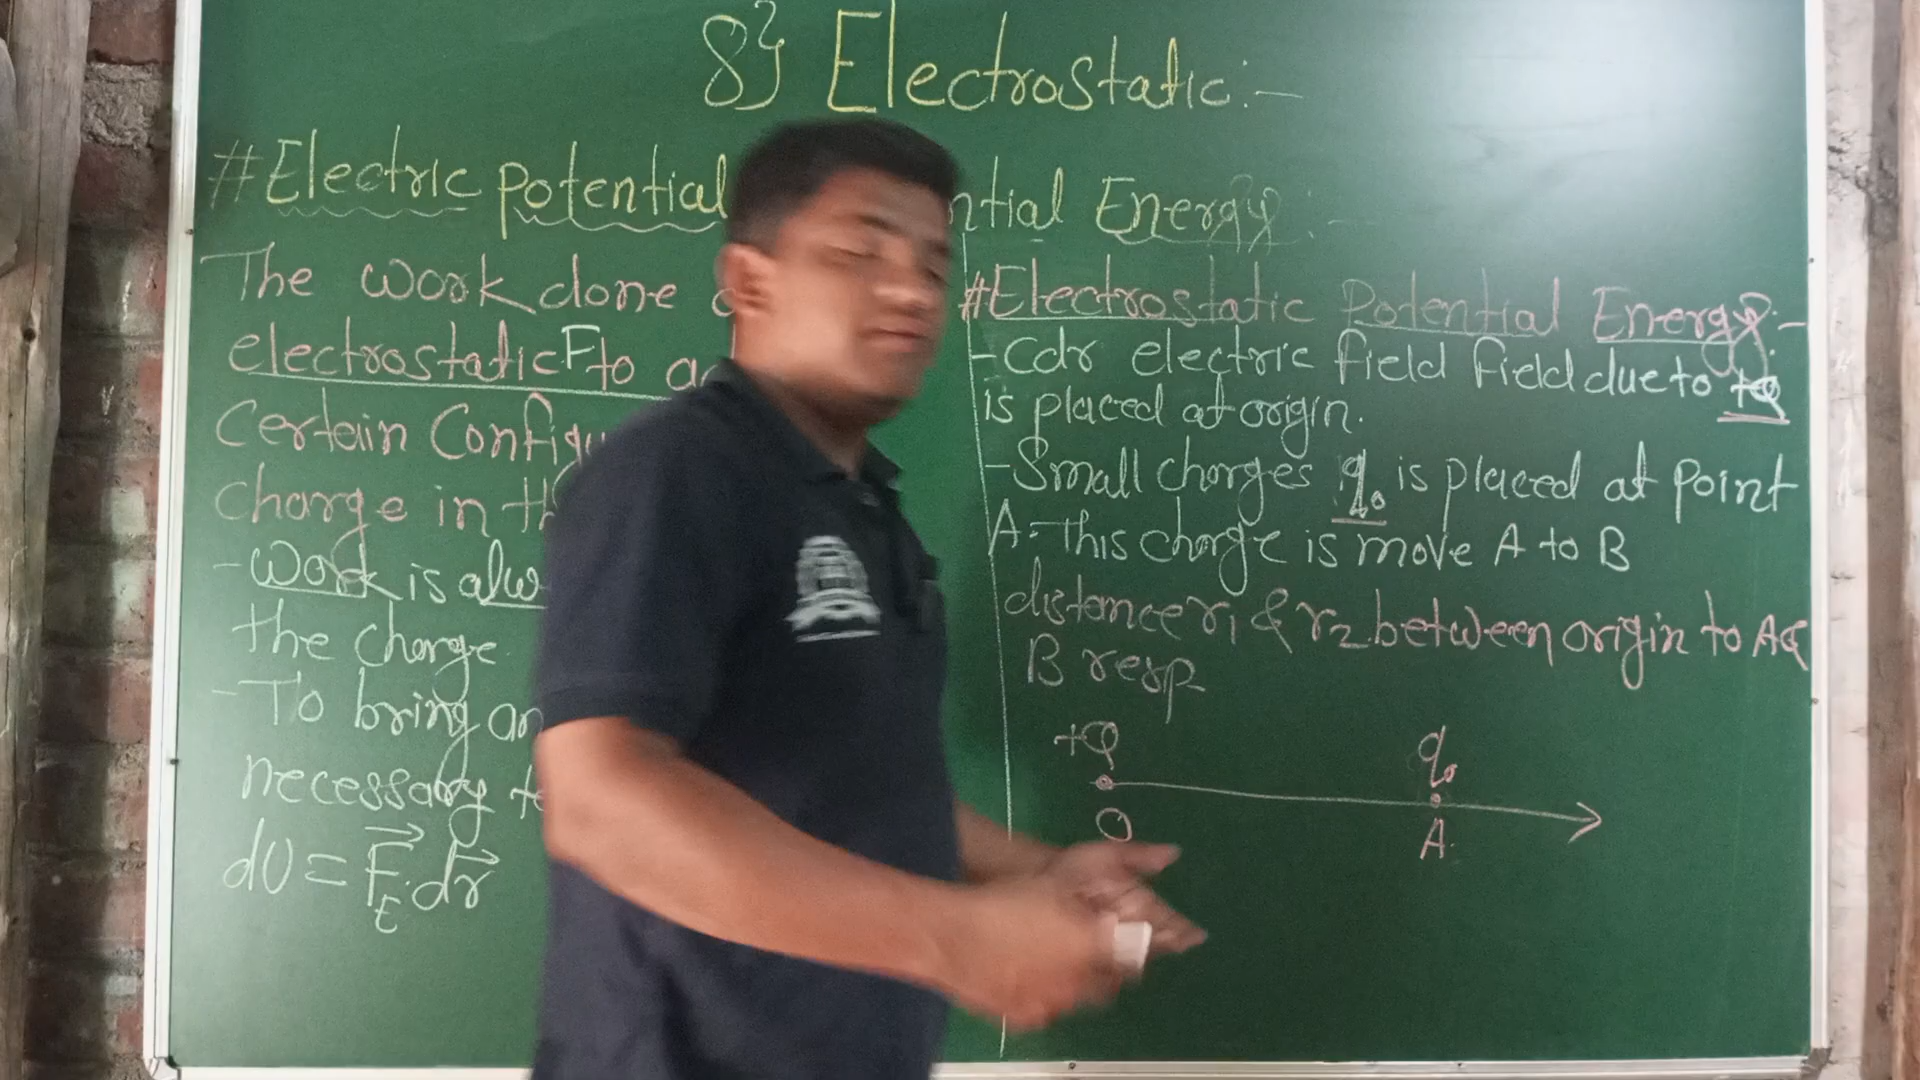 8} Electrostatic:-
#Electric potential ntial Energy:-
The work done
electrostatic F to
Certain Config
Charge in th
-Work is alw
the charge.
-To bring an
necessary t
dU = F_E . dr
#Electrostatic Potential Energy:-
-Cdr electric field field due to +Q
is placed at origin.
-Small charges q₀ is placed at point
A.-This charge is move A to B
distance r₁ & r₂ between origin to A &
B resp
+Q q₀
O A.